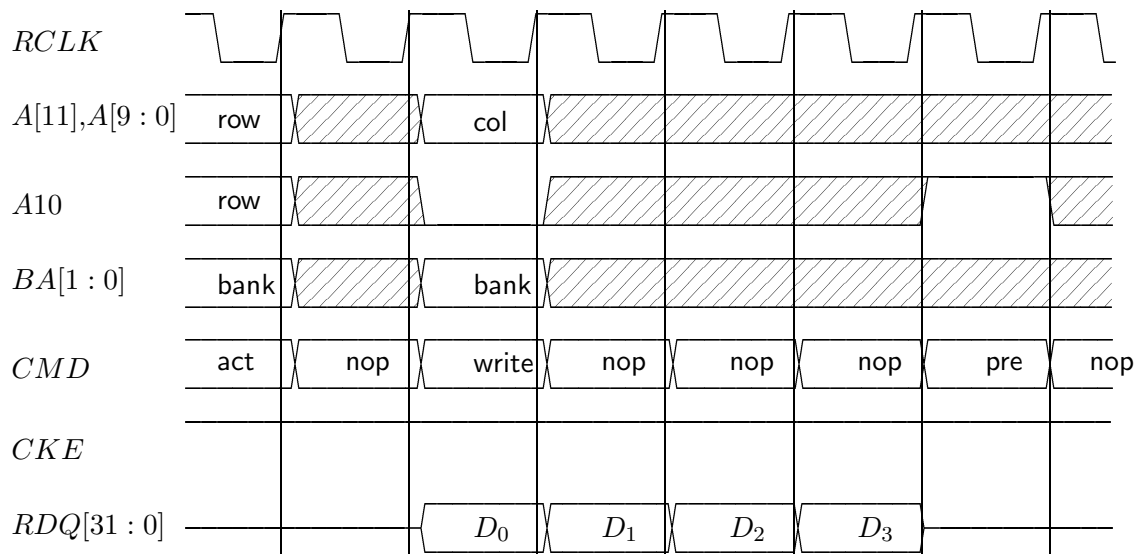 RCLK
A[11],A[9 : 0] row col
A10 row
BA[1 : 0] bank bank
CMD act nop write nop nop nop pre nop
CKE
RDQ[31 : 0] D0 D1 D2 D3